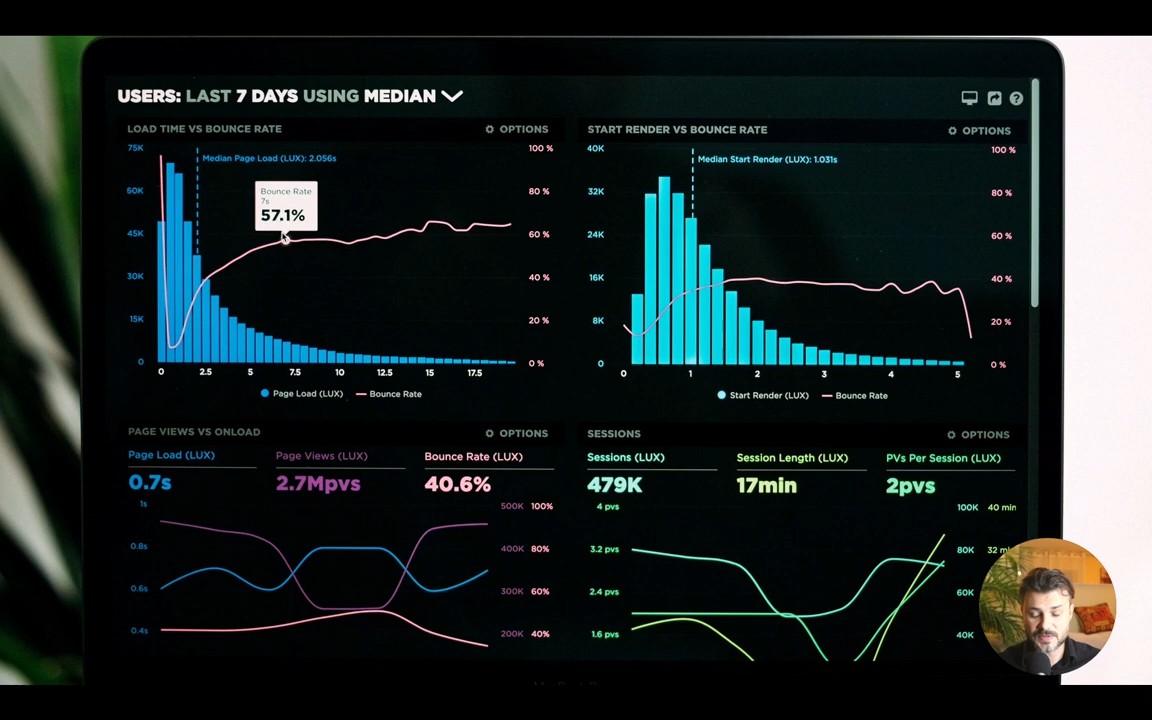 USERS: LAST 7 DAYS USING MEDIAN
LOAD TIME VS BOUNCE RATE
OPTIONS
75K
100 %
Median Page Load (LUX): 2.056s
Bounce Rate
7s
57.1%
60K
80 %
45K
60 %
30K
40 %
15K
20 %
0
0 %
0 2.5 5 7.5 10 12.5 15 17.5
Page Load (LUX) Bounce Rate
START RENDER VS BOUNCE RATE
OPTIONS
40K
100 %
Median Start Render (LUX): 1.031s
32K
80 %
24K
60 %
16K
40 %
8K
20 %
0
0 %
0 1 2 3 4 5
Start Render (LUX) Bounce Rate
PAGE VIEWS VS ONLOAD
OPTIONS
Page Load (LUX) Page Views (LUX) Bounce Rate (LUX)
0.7s 2.7Mpvs 40.6%
1s 500K 100%
0.8s 400K 80%
0.6s 300K 60%
0.4s 200K 40%
SESSIONS
OPTIONS
Sessions (LUX) Session Length (LUX) PVs Per Session (LUX)
479K 17min 2pvs
4 pvs 100K 40 min
3.2 pvs 80K 32
2.4 pvs 60K
1.6 pvs 40K